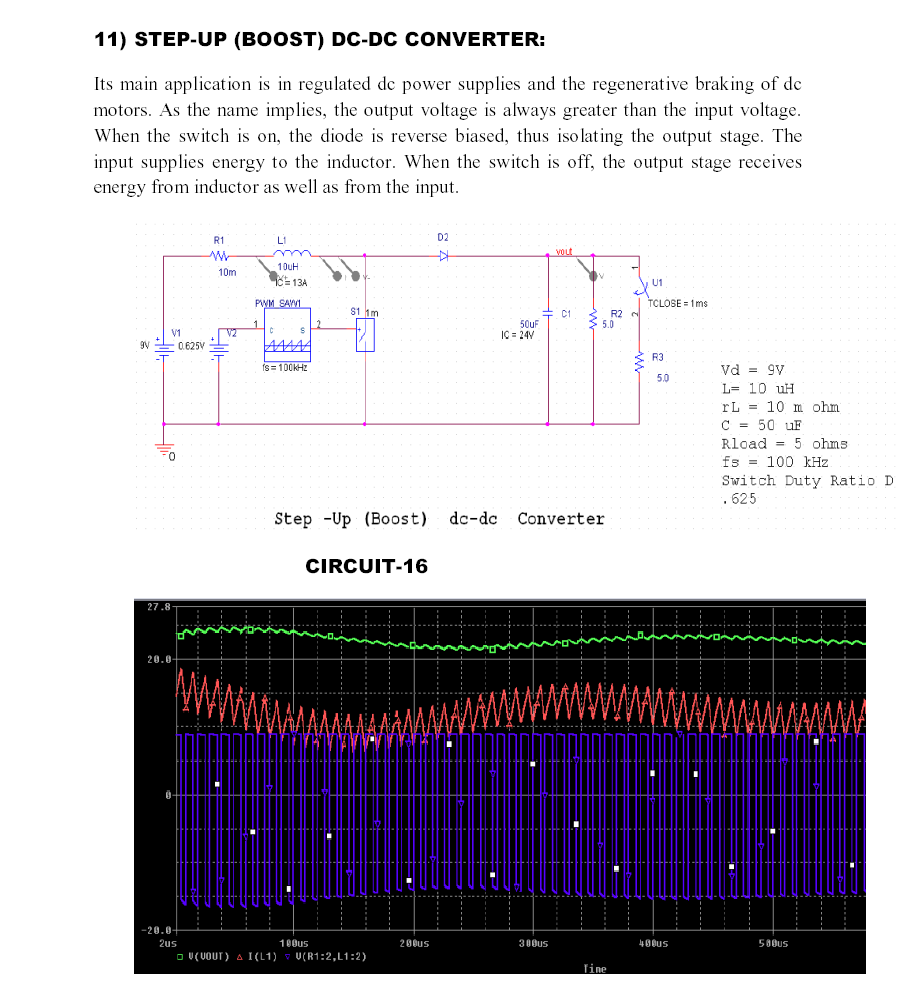 11) STEP-UP (BOOST) DC-DC CONVERTER:
Its main application is in regulated dc power supplies and the regenerative braking of dc
motors. As the name implies, the output voltage is always greater than the input voltage.
When the switch is on, the diode is reverse biased, thus isolating the output stage. The
input supplies energy to the inductor. When the switch is off, the output stage receives
energy from inductor as well as from the input.
R1
10m
L1
10uH
IC = 13A
D2
vout
V
V-
U1
TCLOSE = 1ms
1
2
PWM SAW1
1
C
S
2
fs = 100kHz
S1 1m
V1
9V
V2
0.625V
C1
50uF
IC = 24V
R2
5.0
R3
5.0
0
Vd = 9V
L= 10 uH
rL = 10 m ohm
C = 50 uF
Rload = 5 ohms
fs = 100 kHz
Switch Duty Ratio D
.625
Step -Up (Boost) dc-dc Converter
CIRCUIT-16
27.8
20.0
0
-20.0
2us
100us
200us
300us
400us
500us
V(VOUT) I(L1) V(R1:2,L1:2)
Time